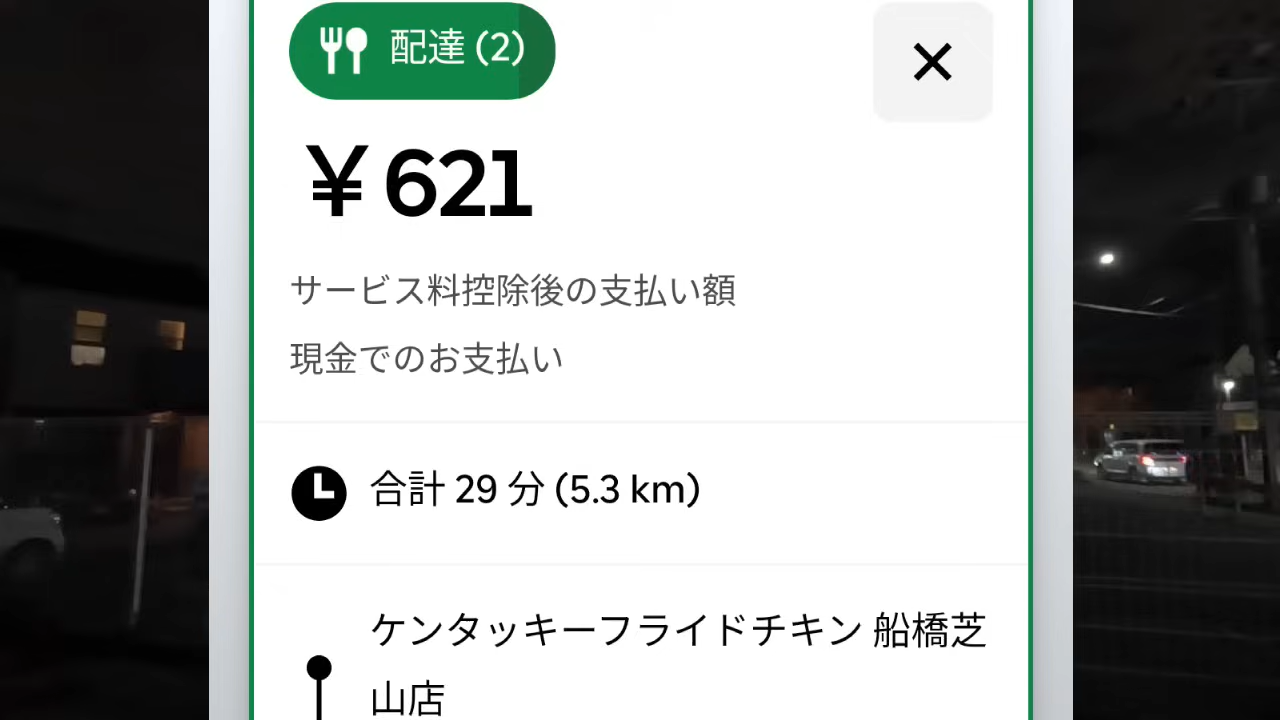 配達 (2)
¥ 621
サービス料控除後の支払い額
現金でのお支払い
合計 29 分 (5.3 km)
ケンタッキーフライドチキン 船橋芝
山店